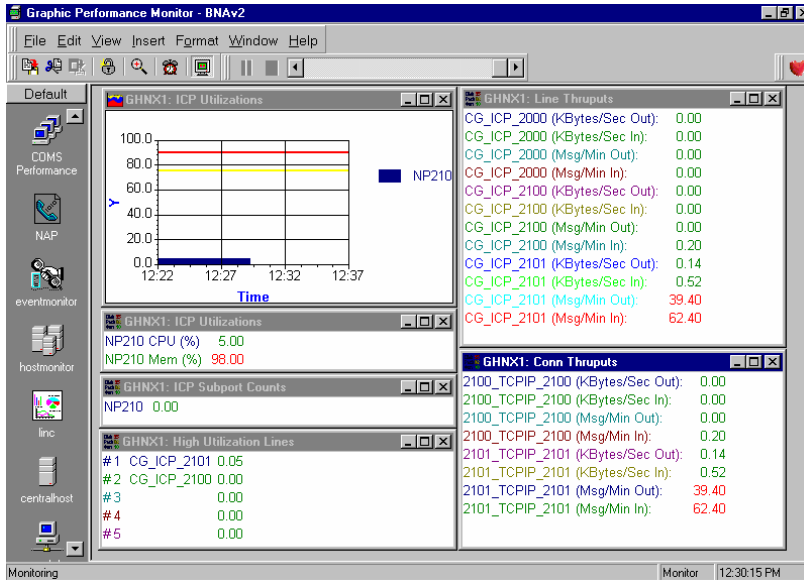 Graphic Performance Monitor - BNAv2
File Edit View Insert Format Window Help
Default
COMS
Performance
NAP
eventmonitor
hostmonitor
linc
centralhost
GHNX1: ICP Utilizations
100.0
80.0
60.0
40.0
20.0
0.0
Y
12:22 12:27 12:32 12:37
Time
NP210
GHNX1: ICP Utilizations
NP210 CPU (%) 5.00
NP210 Mem (%) 98.00
GHNX1: ICP Subport Counts
NP210 0.00
GHNX1: High Utilization Lines
#1 CG_ICP_2101 0.05
#2 CG_ICP_2100 0.00
#3 0.00
#4 0.00
#5 0.00
GHNX1: Line Thruputs
CG_ICP_2000 (KBytes/Sec Out): 0.00
CG_ICP_2000 (KBytes/Sec In): 0.00
CG_ICP_2000 (Msg/Min Out): 0.00
CG_ICP_2000 (Msg/Min In): 0.00
CG_ICP_2100 (KBytes/Sec Out): 0.00
CG_ICP_2100 (KBytes/Sec In): 0.00
CG_ICP_2100 (Msg/Min Out): 0.00
CG_ICP_2100 (Msg/Min In): 0.20
CG_ICP_2101 (KBytes/Sec Out): 0.14
CG_ICP_2101 (KBytes/Sec In): 0.52
CG_ICP_2101 (Msg/Min Out): 39.40
CG_ICP_2101 (Msg/Min In): 62.40
GHNX1: Conn Thruputs
2100_TCPIP_2100 (KBytes/Sec Out): 0.00
2100_TCPIP_2100 (KBytes/Sec In): 0.00
2100_TCPIP_2100 (Msg/Min Out): 0.00
2100_TCPIP_2100 (Msg/Min In): 0.20
2101_TCPIP_2101 (KBytes/Sec Out): 0.14
2101_TCPIP_2101 (KBytes/Sec In): 0.52
2101_TCPIP_2101 (Msg/Min Out): 39.40
2101_TCPIP_2101 (Msg/Min In): 62.40
Monitoring
Monitor 12:30:15 PM